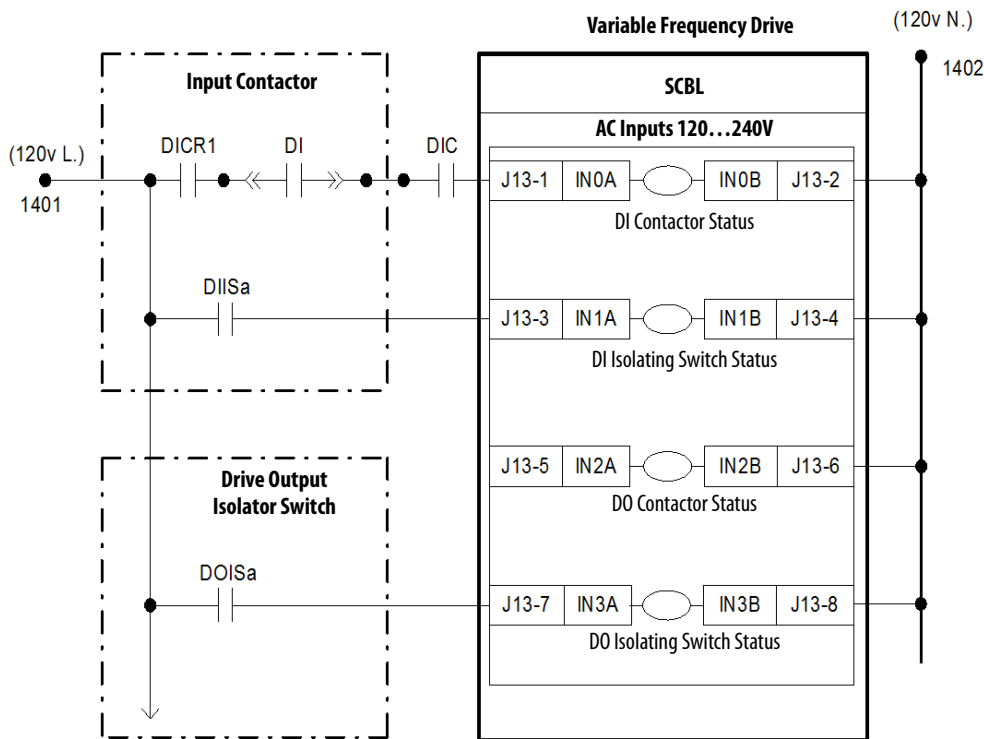 Variable Frequency Drive
(120v N.)
1402
Input Contactor
SCBL
AC Inputs 120…240V
(120v L.)
1401
DICR1
DI
DIC
J13-1 IN0A IN0B J13-2
DI Contactor Status
DIISa
J13-3 IN1A IN1B J13-4
DI Isolating Switch Status
Drive Output
Isolator Switch
J13-5 IN2A IN2B J13-6
DO Contactor Status
DOISa
J13-7 IN3A IN3B J13-8
DO Isolating Switch Status